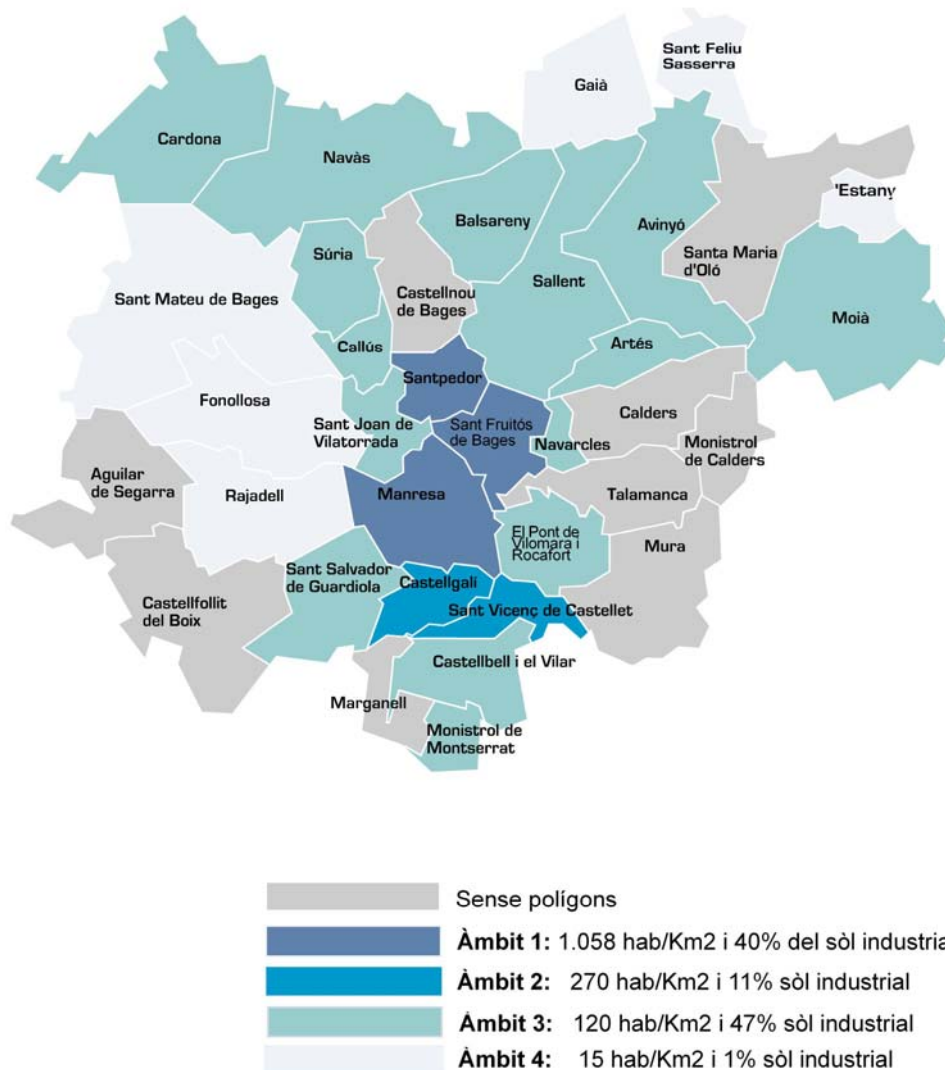 Sant Feliu
Sasserra
Gaià
Cardona
Navàs
'Estany
Balsareny
Avinyó
Súria
Santa Maria
d'Oló
Sallent
Castellnou
de Bages
Sant Mateu de Bages
Moià
Callús
Artés
Santpedor
Fonollosa
Calders
Sant Joan de
Vilatorrada
Sant Fruitós
de Bages
Navarcles
Monistrol
de Calders
Aguilar
de Segarra
Rajadell
Manresa
Talamanca
El Pont de
Vilomara i
Rocafort
Mura
Sant Salvador
de Guardiola
Castellgalí
Castellfollit
del Boix
Sant Vicenç de Castellet
Castellbell i el Vilar
Marganell
Monistrol de
Montserrat
Sense polígons
Àmbit 1: 1.058 hab/Km2 i 40% del sòl industria
Àmbit 2: 270 hab/Km2 i 11% sòl industrial
Àmbit 3: 120 hab/Km2 i 47% sòl industrial
Àmbit 4: 15 hab/Km2 i 1% sòl industrial